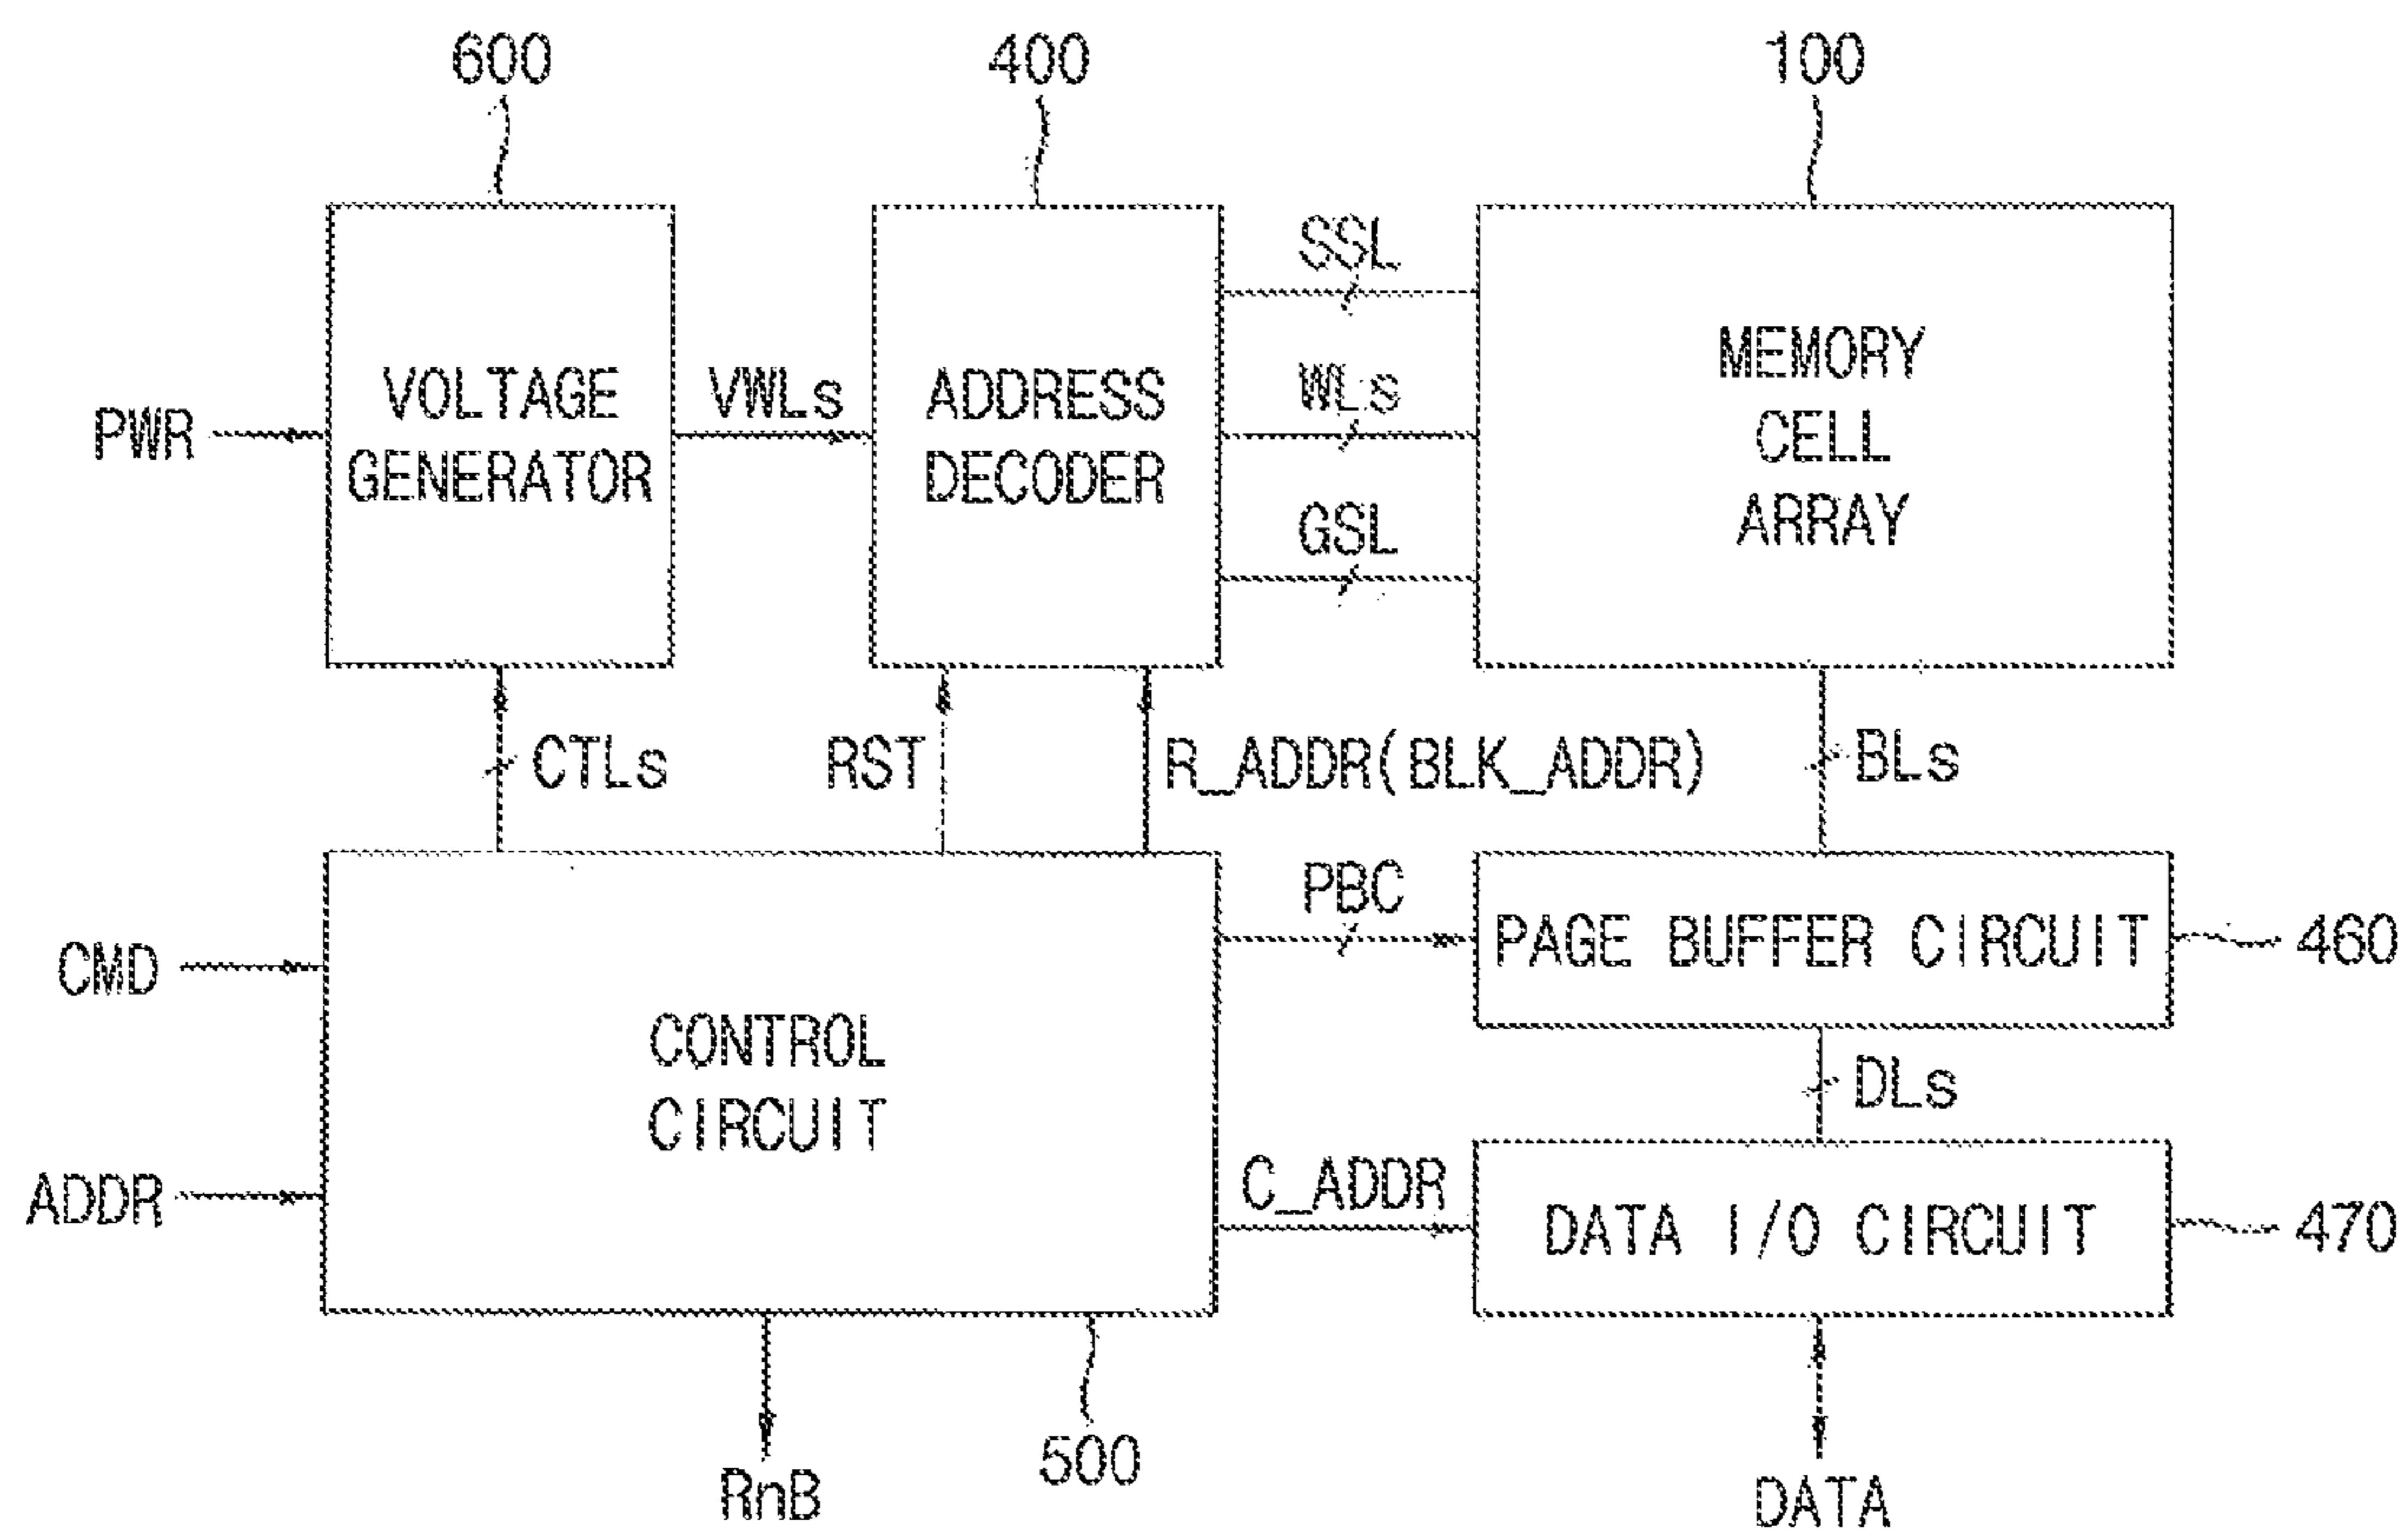 600
400
100
SSL
VOLTAGE
GENERATOR
VWLs
ADDRESS
DECODER
WLs
MEMORY
CELL
ARRAY
PWR
GSL
CTLs
RST
R_ADDR(BLK_ADDR)
BLs
PBC
PAGE BUFFER CIRCUIT
460
CMD
CONTROL
CIRCUIT
DLs
ADDR
C_ADDR
DATA I/O CIRCUIT
470
500
RnB
DATA